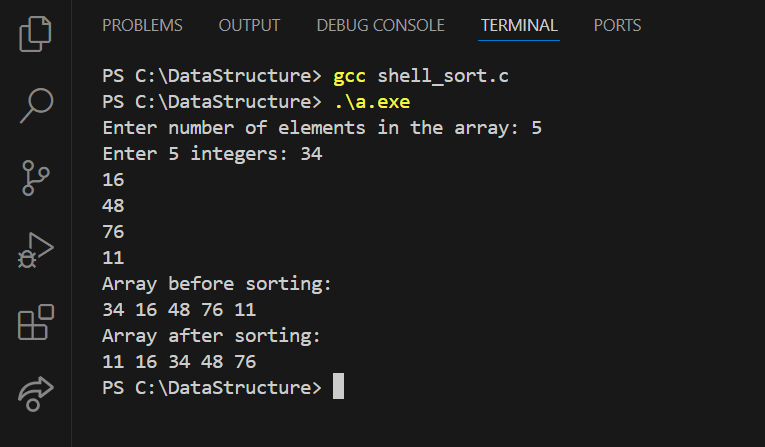 PROBLEMS OUTPUT DEBUG CONSOLE TERMINAL PORTS
PS C:\DataStructure> gcc shell_sort.c
PS C:\DataStructure> .\a.exe
Enter number of elements in the array: 5
Enter 5 integers: 34
16
48
76
11
Array before sorting:
34 16 48 76 11
Array after sorting:
11 16 34 48 76
PS C:\DataStructure>